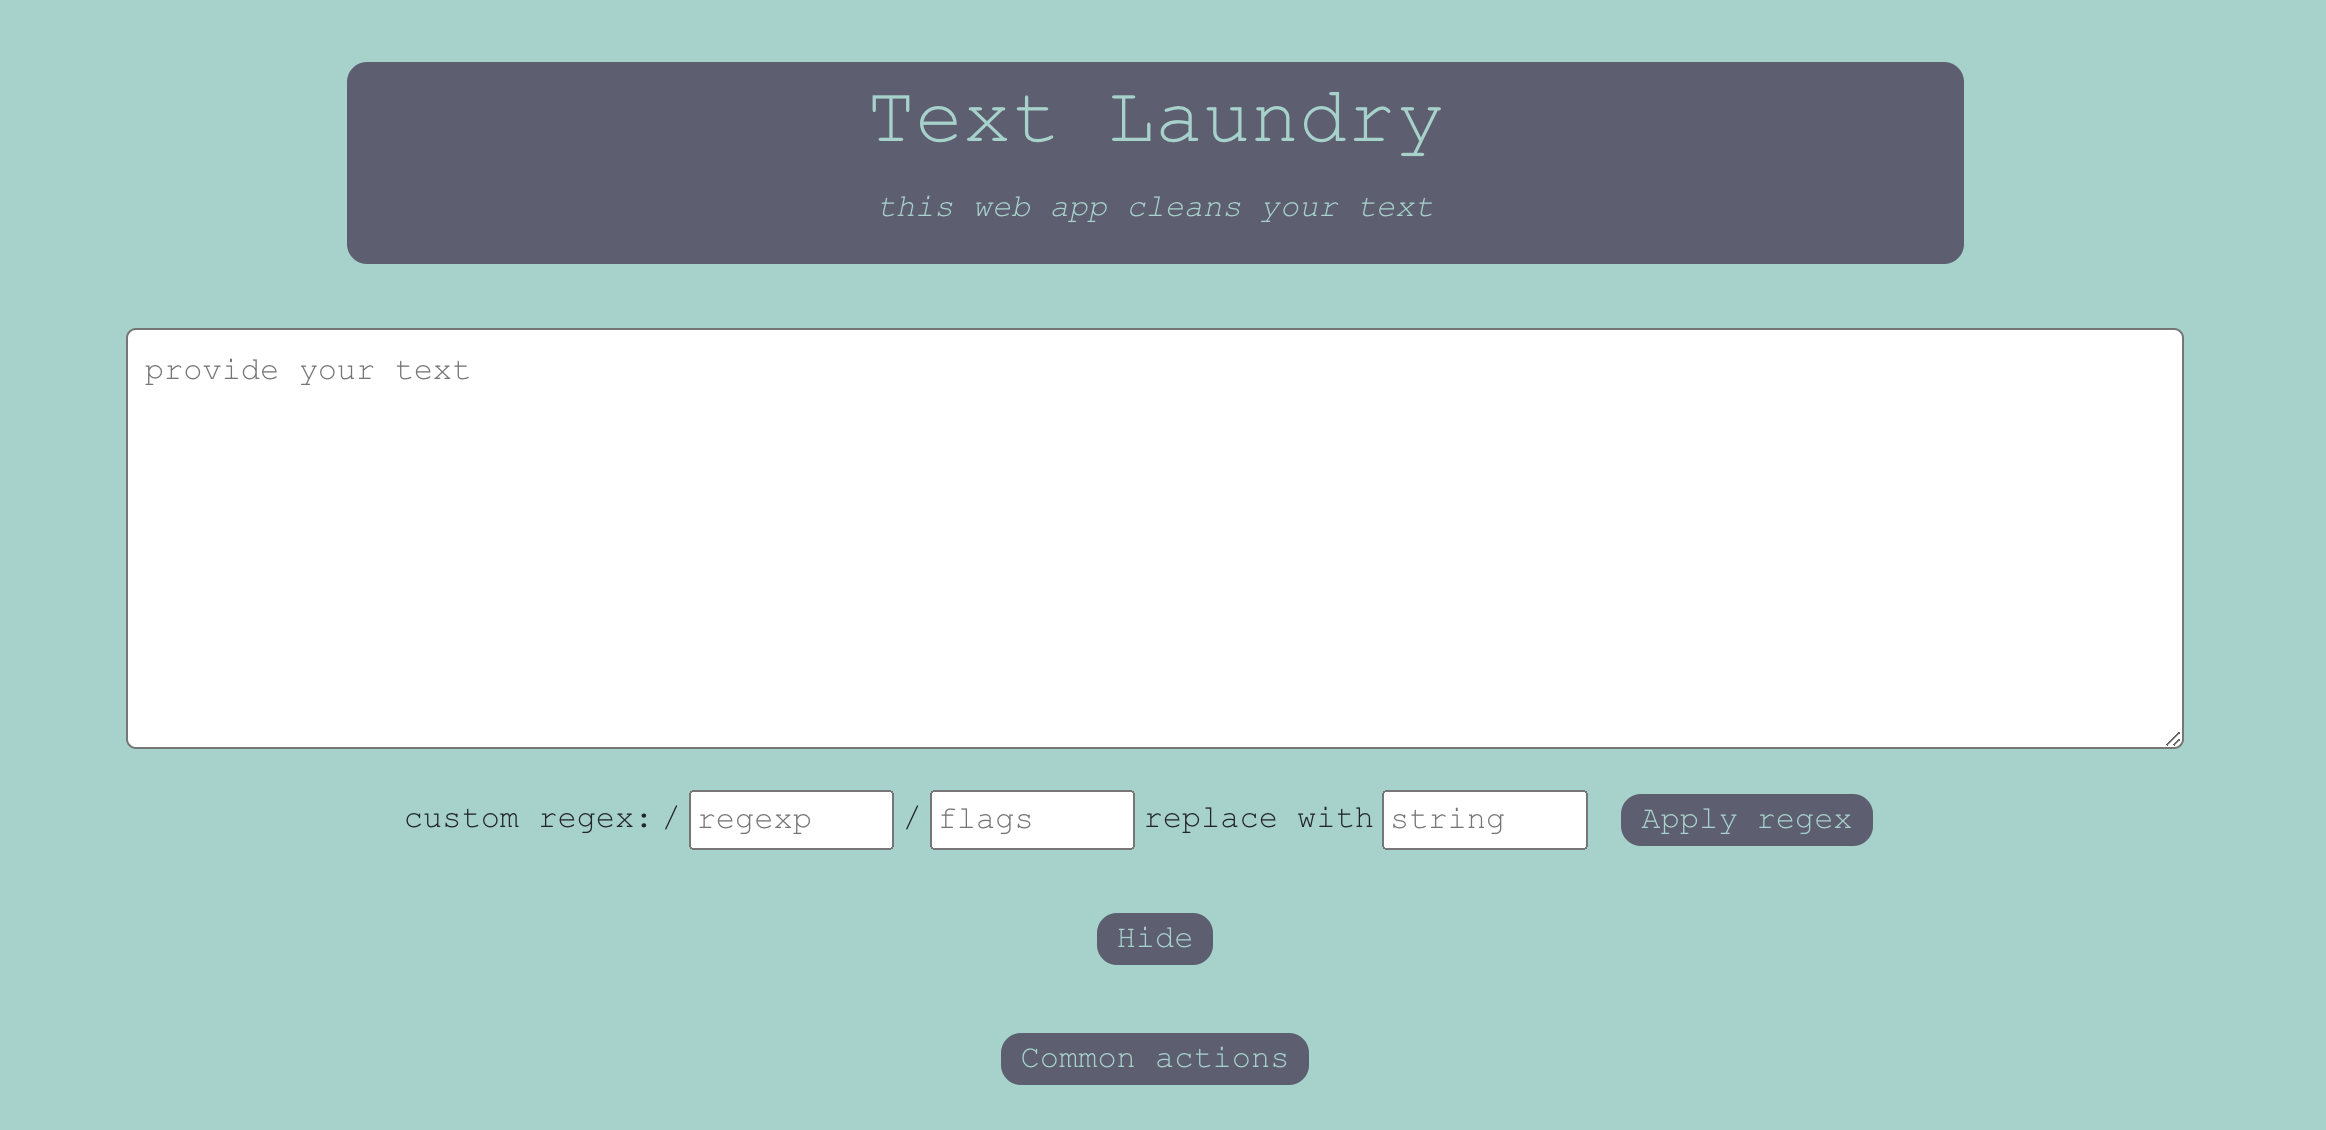 Text Laundry
this web app cleans your text
provide your text
custom regex: / regexp / flags replace with string Apply regex
Hide
Common actions